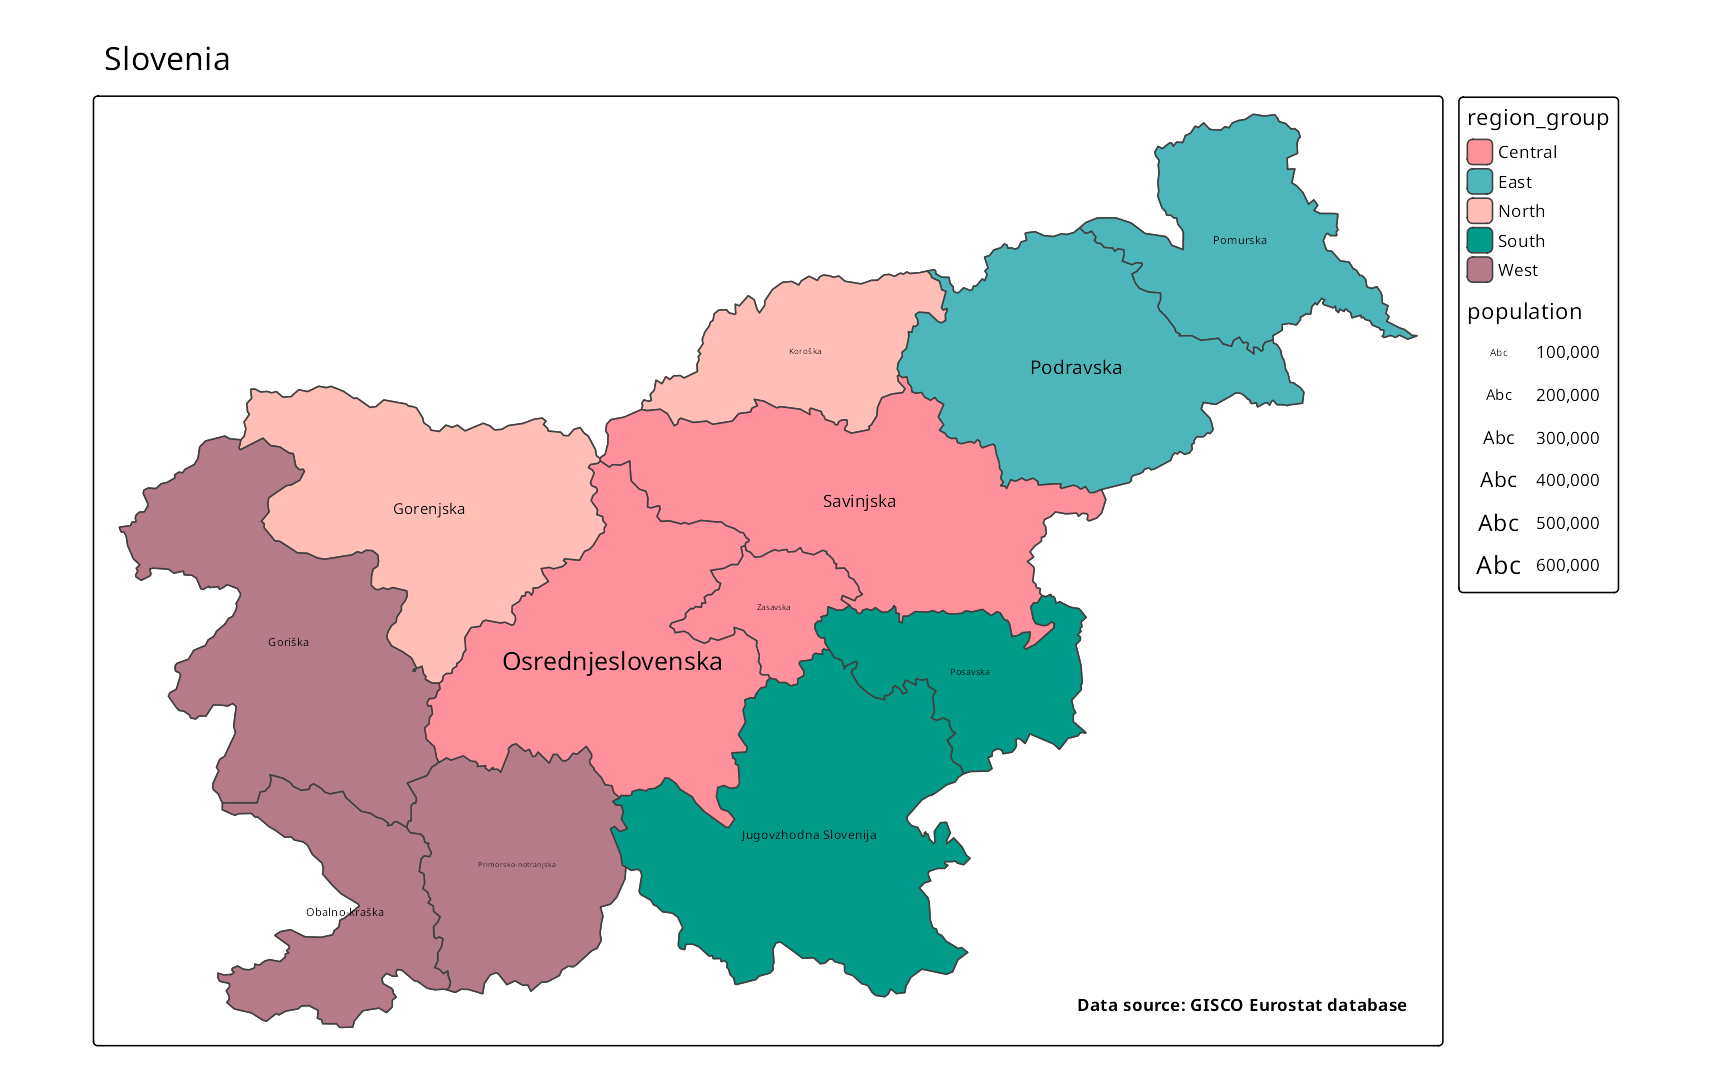 Slovenia
Pomurska
Koroška
Podravska
Savinjska
Gorenjska
Zasavska
Goriška
Osrednjeslovenska
Posavska
Jugovzhodna Slovenija
Primorsko-notranjska
Obalno-kraška
Data source: GISCO Eurostat database
region_group
Central
East
North
South
West
population
Abc 100,000
Abc 200,000
Abc 300,000
Abc 400,000
Abc 500,000
Abc 600,000